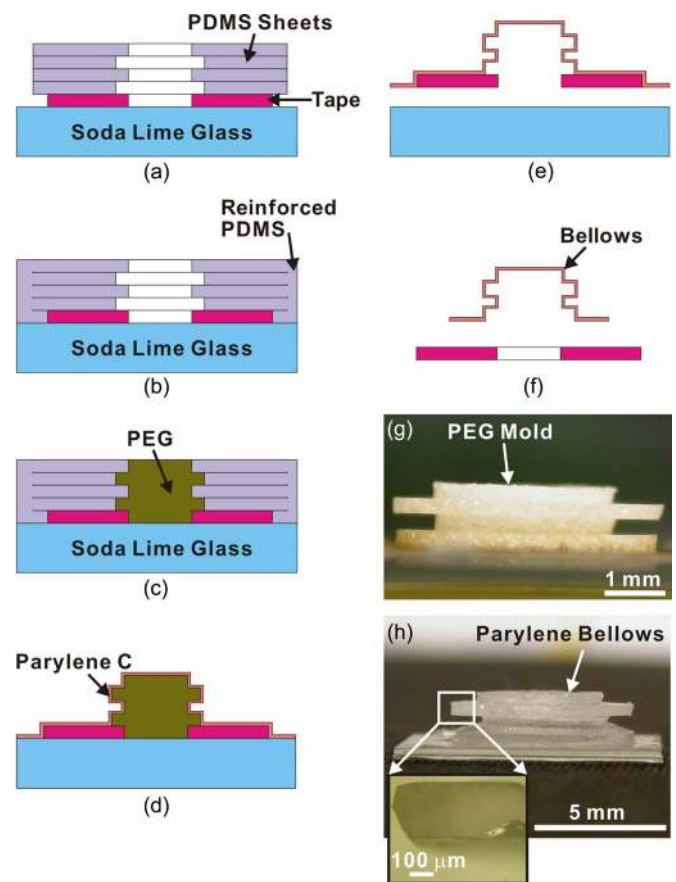 PDMS Sheets
Tape
Soda Lime Glass
(a)
Reinforced
PDMS
Soda Lime Glass
(b)
PEG
Soda Lime Glass
(c)
Parylene C
(d)
(e)
Bellows
(f)
(g)
PEG Mold
1 mm
(h)
Parylene Bellows
5 mm
100 μm